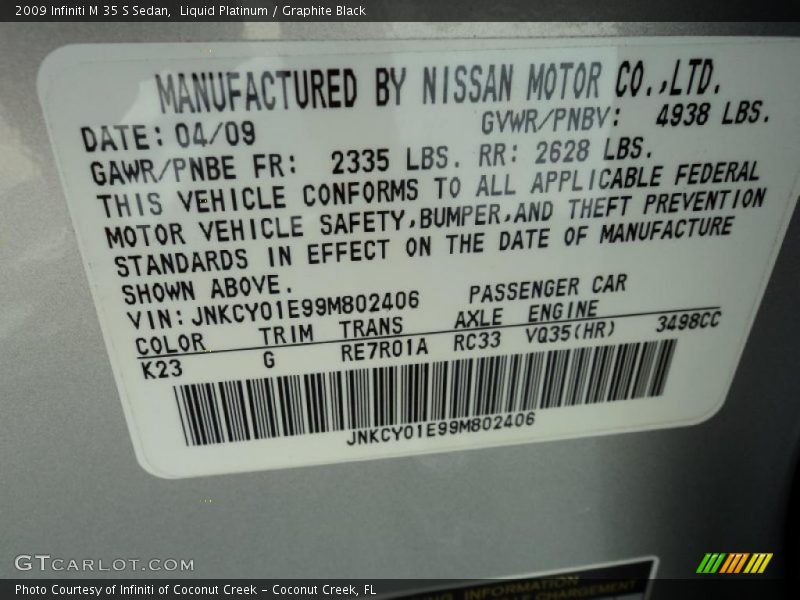 2009 Infiniti M 35 S Sedan,  Liquid Platinum / Graphite Black
MANUFACTURED BY NISSAN MOTOR CO.,LTD.
DATE: 04/09 GVWR/PNBV: 4938 LBS.
GAWR/PNBE FR: 2335 LBS. RR: 2628 LBS.
THIS VEHICLE CONFORMS TO ALL APPLICABLE FEDERAL
MOTOR VEHICLE SAFETY,BUMPER,AND THEFT PREVENTION
STANDARDS IN EFFECT ON THE DATE OF MANUFACTURE
SHOWN ABOVE.
VIN: JNKCY01E99M802406 PASSENGER CAR
COLOR TRIM TRANS AXLE ENGINE
K23 G RE7R01A RC33 VQ35(HR) 3498CC
JNKCY01E99M802406
INFORMATION
GTCARLOT.COM
Photo Courtesy of Infiniti of Coconut Creek – Coconut Creek, FL